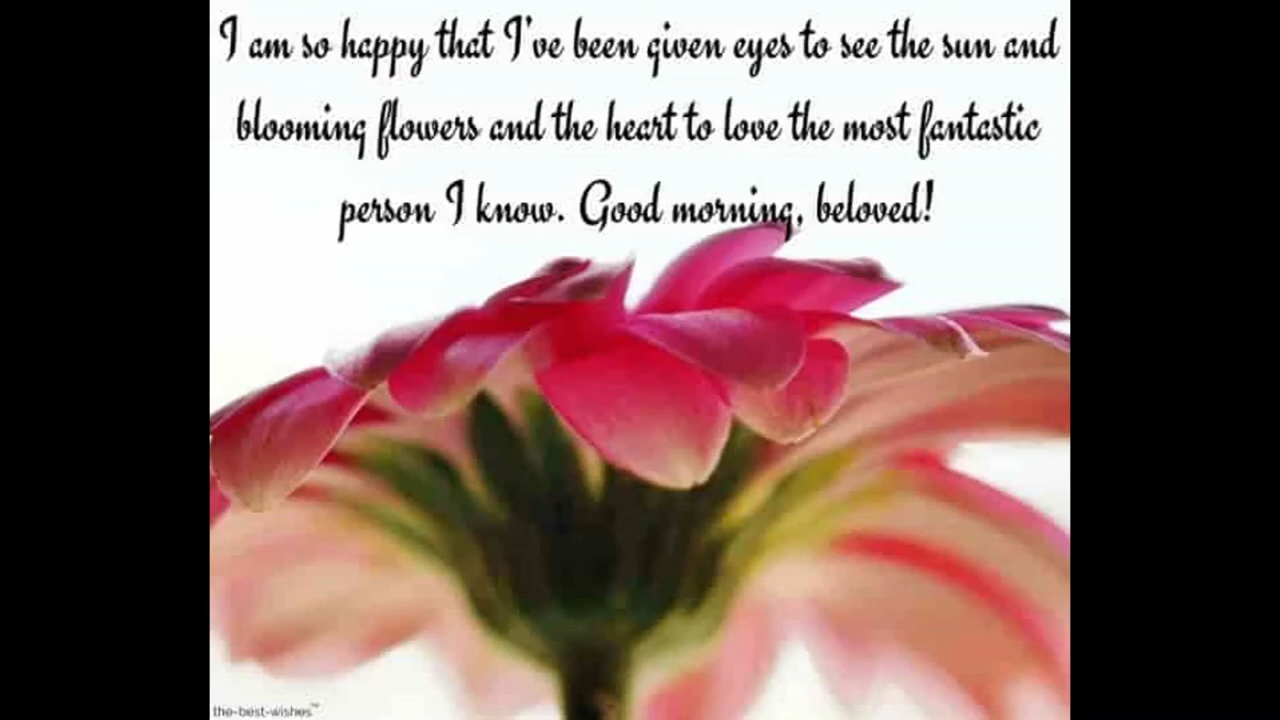 I am so happy that I've been given eyes to see the sun and
blooming flowers and the heart to love the most fantastic
person I know. Good morning, beloved!
the-best-wishes™